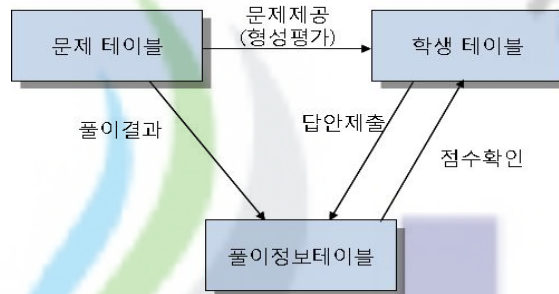 문제제공
(형성평가)
문제 테이블
학생 테이블
풀이결과
답안제출
점수확인
풀이정보테이블